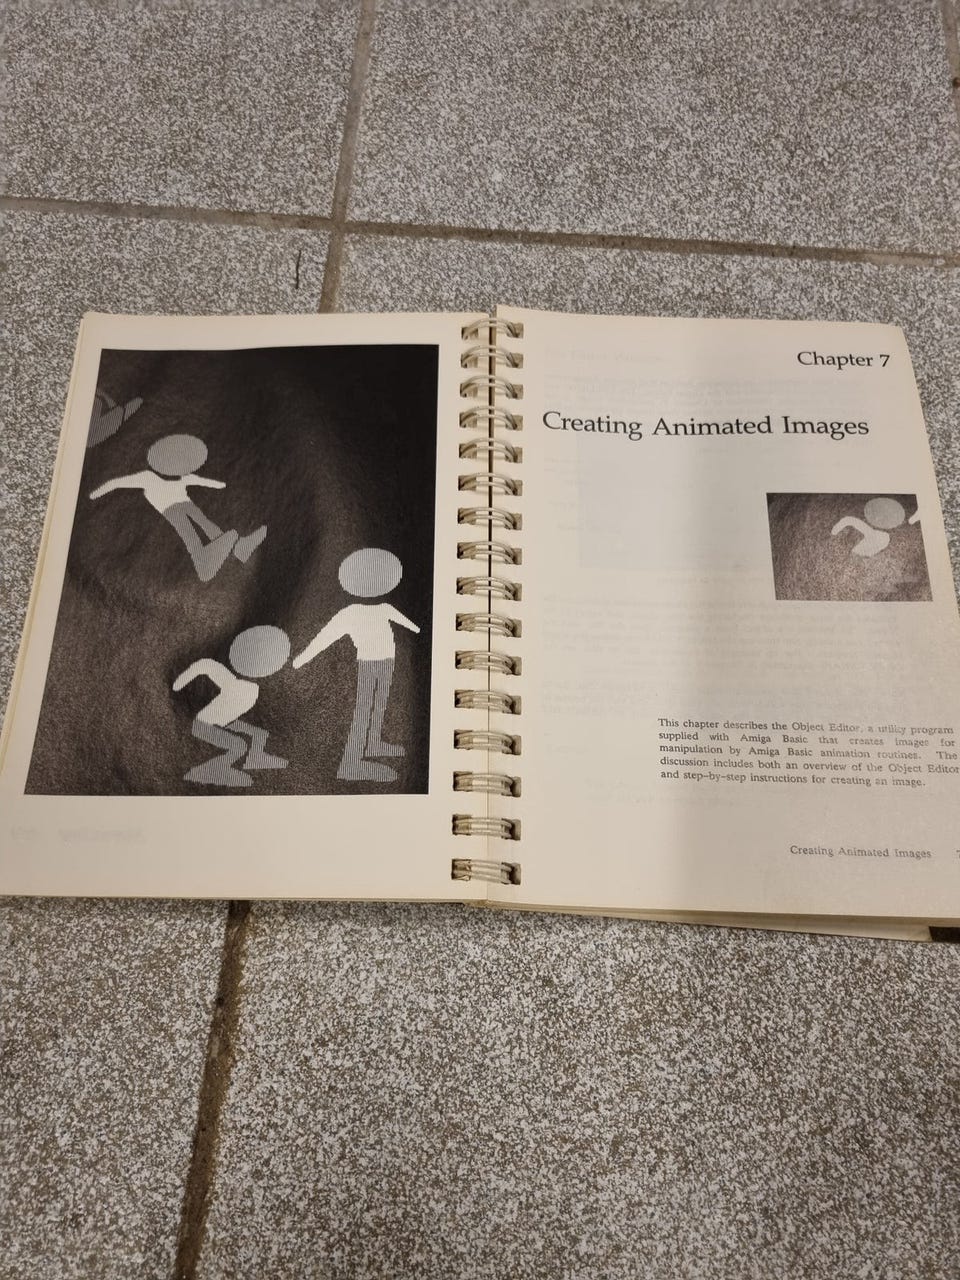 Chapter 7
Creating Animated Images
This chapter describes the Object Editor, a utility program
supplied with Amiga Basic that creates images for
manipulation by Amiga Basic animation routines. The
discussion includes both an overview of the Object Editor
and step-by-step instructions for creating an image.
Creating Animated Images